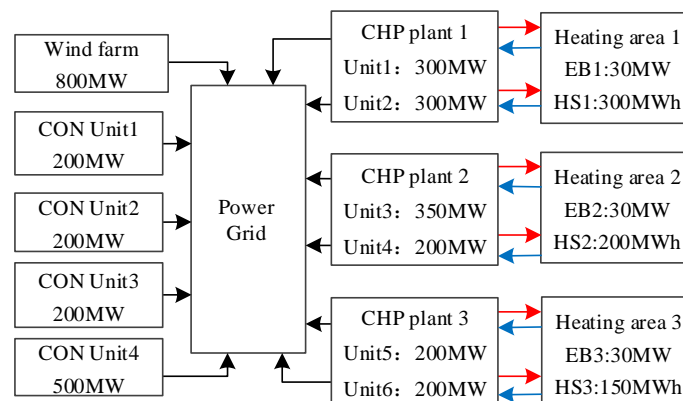 Wind farm
800MW
CON Unit1
200MW
CON Unit2
200MW
CON Unit3
200MW
CON Unit4
500MW
Power
Grid
CHP plant 1
Unit1：300MW
Unit2：300MW
CHP plant 2
Unit3：350MW
Unit4：200MW
CHP plant 3
Unit5：200MW
Unit6：200MW
Heating area 1
EB1:30MW
HS1:300MWh
Heating area 2
EB2:30MW
HS2:200MWh
Heating area 3
EB3:30MW
HS3:150MWh